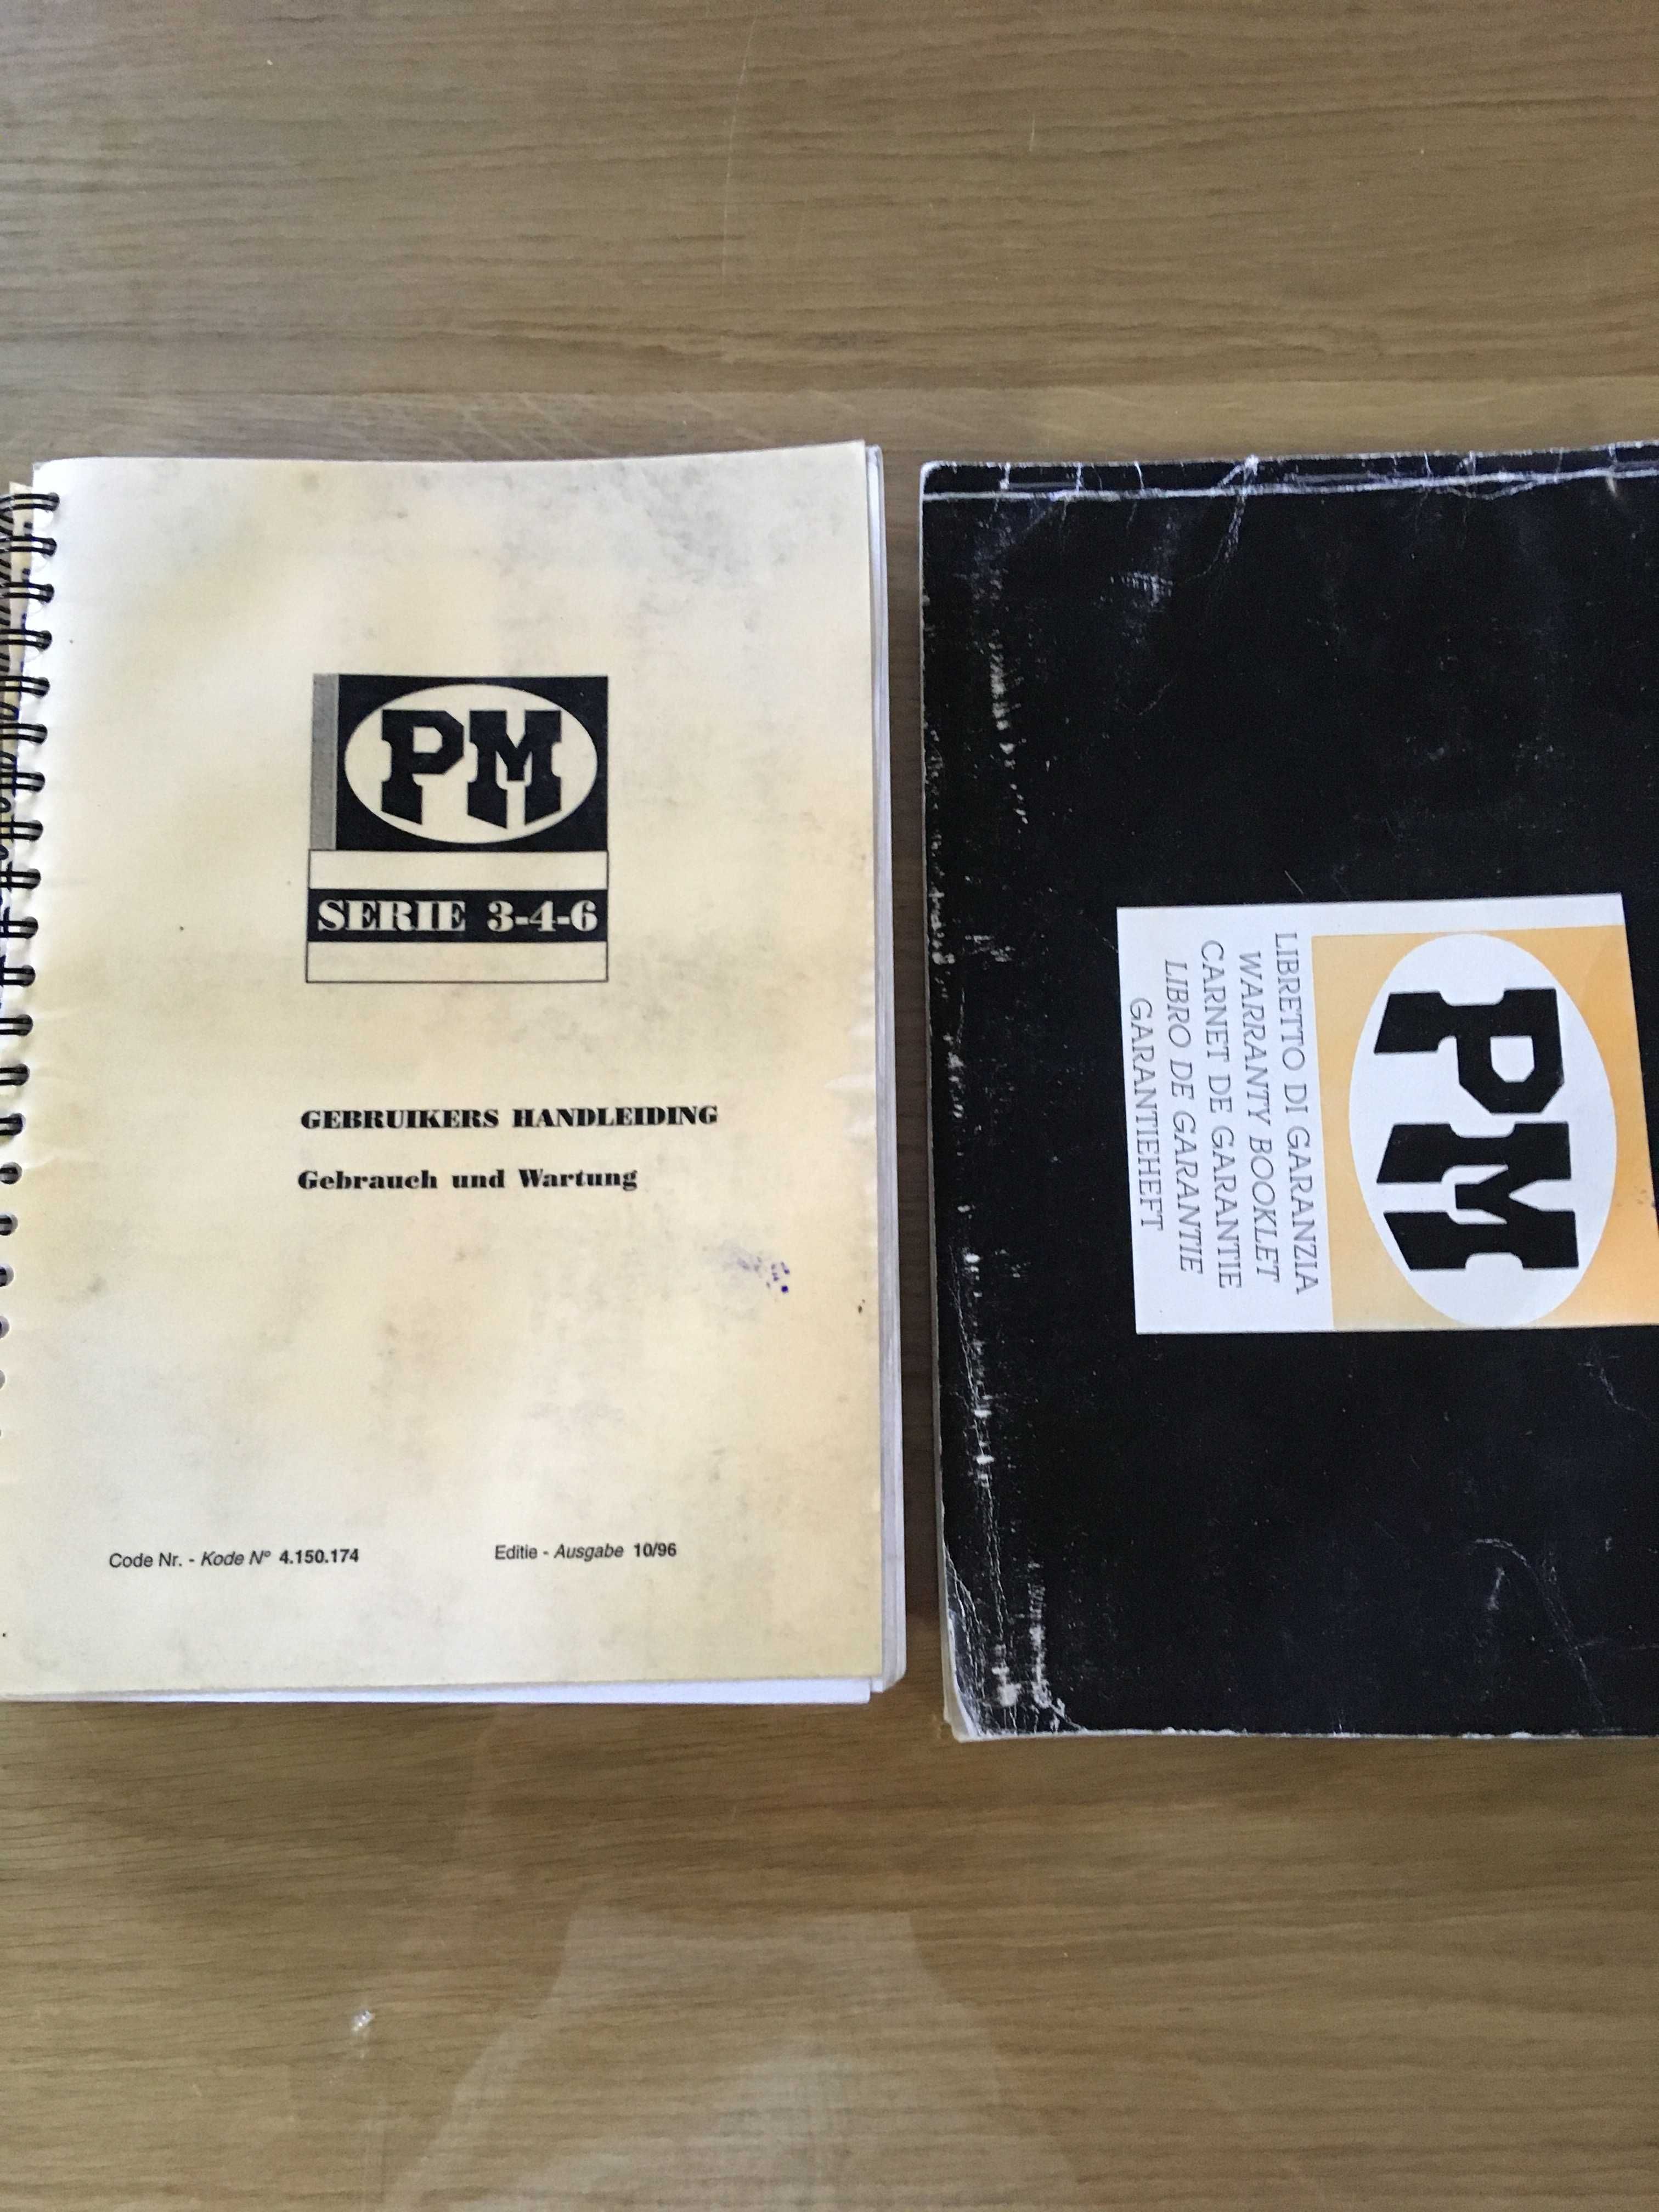 PM
SERIE 3-4-6
GEBRUIKERS HANDLEIDING
Gebrauch und Wartung
Code Nr. - Kode N° 4.150.174
Editie - Ausgabe 10/96
PM
LIBRETTO DI GARANZIA
WARRANTY BOOKLET
CARNET DE GARANTIE
LIBRO DE GARANTIE
GARANTIEHEFT